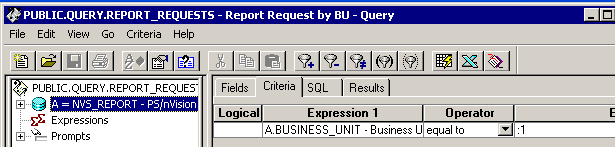 PUBLIC.QUERY.REPORT_REQUESTS - Report Request by BU - Query
File Edit View Go Criteria Help
PUBLIC.QUERY.REPORT_REQUEST
A = NVS_REPORT - PS/nVision
Expressions
Prompts
Fields Criteria SQL Results
Logical Expression 1 Operator E
A.BUSINESS_UNIT - Business U equal to :1